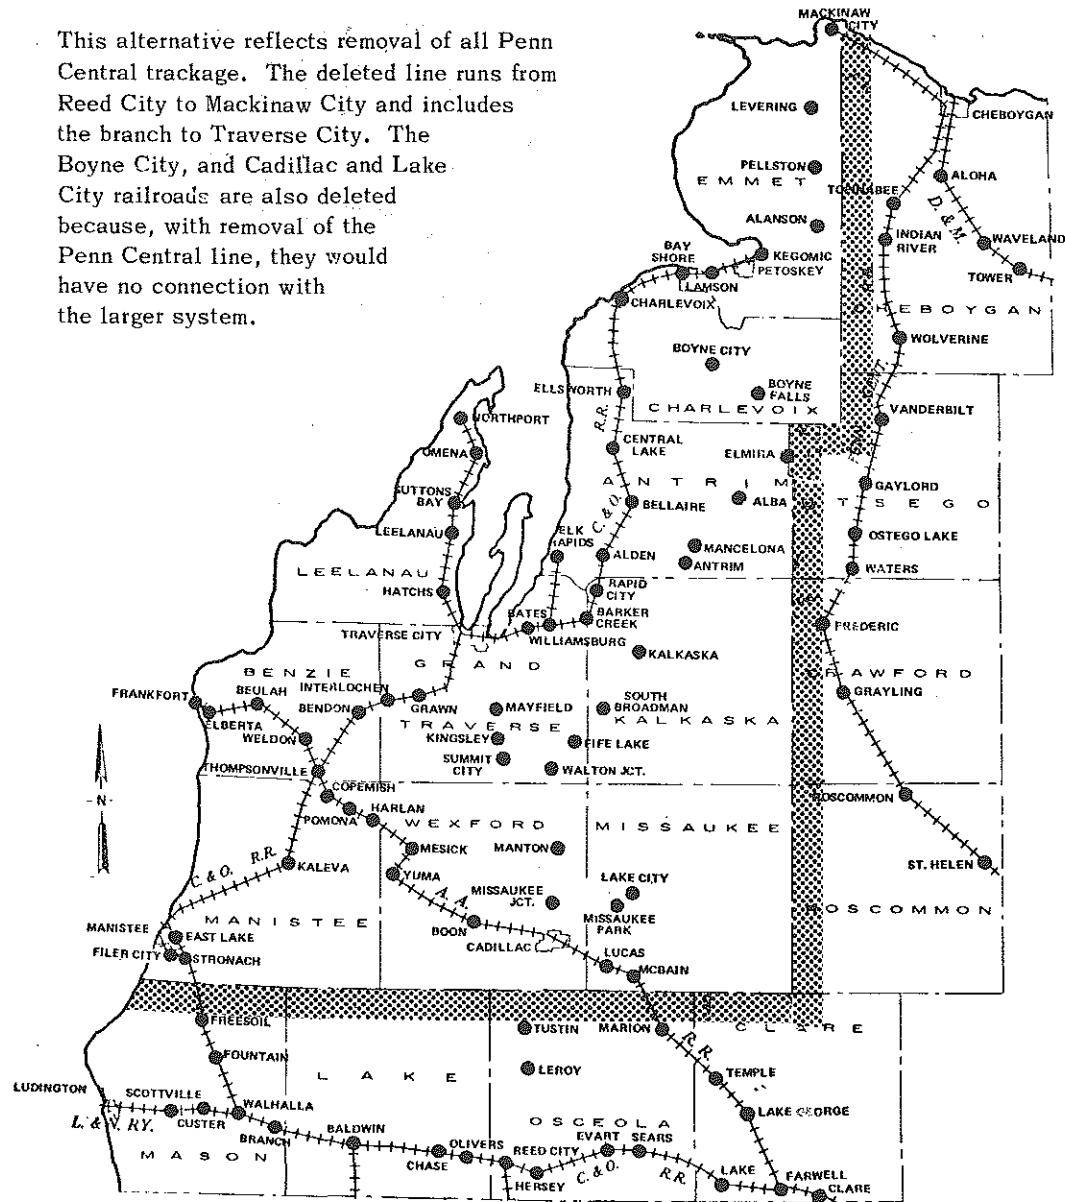 This alternative reflects removal of all Penn
Central trackage. The deleted line runs from
Reed City to Mackinaw City and includes
the branch to Traverse City. The
Boyne City, and Cadillac and Lake
City railroads are also deleted
because, with removal of the
Penn Central line, they would
have no connection with
the larger system.
MACKINAW
CITY
LEVERING
CHEBOYGAN
PELLSTON
EMMET
ALOHA
TONNABEE
D. & M.
ALANSON
INDIAN
RIVER
WAVELAND
BAY
SHORE
KEGOMIC
PETOSKEY
TOWER
LAMSON
CHARLEVOIX
CHEBOYGAN
WOLVERINE
BOYNE CITY
ELLSWORTH
BOYNE
FALLS
CENT.
VANDERBILT
CHARLEVOIX
R.R.
NORTHPORT
CENTRAL
LAKE
ELMIRA
OMENA
ANTRIM
GAYLORD
SUTTONS
BAY
C. & O.
BELLAIRE
ALBA
OTSEGO
LEELANAU
ELK
RAPIDS
MANCELONA
OSTEGO LAKE
ALDEN
ANTRIM
WATERS
LEELANAU
HATCHS
RAPID
CITY
BATES
BARKER
CREEK
FREDERIC
TRAVERSE CITY
WILLIAMSBURG
KALKASKA
BENZIE
GRAND
CRAWFORD
FRANKFORT
BEULAH
INTERLOCHEN
SOUTH
BROADMAN
GRAYLING
BENDON
GRAWN
MAYFIELD
ELBERTA
TRAVERSE
KALKASKA
WELDON
KINGSLEY
FIFE LAKE
SUMMIT
CITY
THOMPSONVILLE
WALTON JCT.
COPEMISH
ROSCOMMON
N
HARLAN
POMONA
WEXFORD
MISSAUKEE
MESICK
MANTON
C. & O. R.R.
KALEVA
YUMA
ST. HELEN
A. A.
MISSAUKEE
JCT.
LAKE CITY
MISSAUKEE
PARK
ROSCOMMON
MANISTEE
MANISTEE
BOON
EAST LAKE
CADILLAC
FILER CITY
STRONACH
LUCAS
MCBAIN
FREESOIL
TUSTIN
MARION
CLARE
R. R.
FOUNTAIN
LEROY
TEMPLE
LAKE
LUDINGTON
SCOTTVILLE
WALHALLA
LAKE GEORGE
L. & N. RY.
CUSTER
BRANCH
BALDWIN
OSCEOLA
OLIVERS
REED CITY
EVART
SEARS
MASON
CHASE
HERSEY
C. & O.
R.R.
LAKE
FARWELL
CLARE